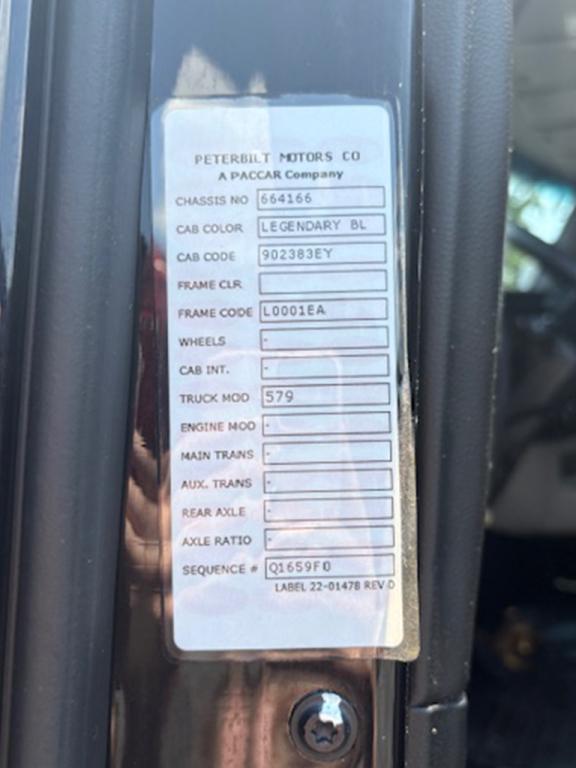 PETERBILT MOTORS CO
A PACCAR Company
CHASSIS NO 664166
CAB COLOR LEGENDARY BL
CAB CODE 902383EY
FRAME CLR
FRAME CODE L0001EA
WHEELS -
CAB INT. -
TRUCK MOD 579
ENGINE MOD -
MAIN TRANS -
AUX. TRANS -
REAR AXLE -
AXLE RATIO -
SEQUENCE # Q1659F0
LABEL 22-01478 REV D